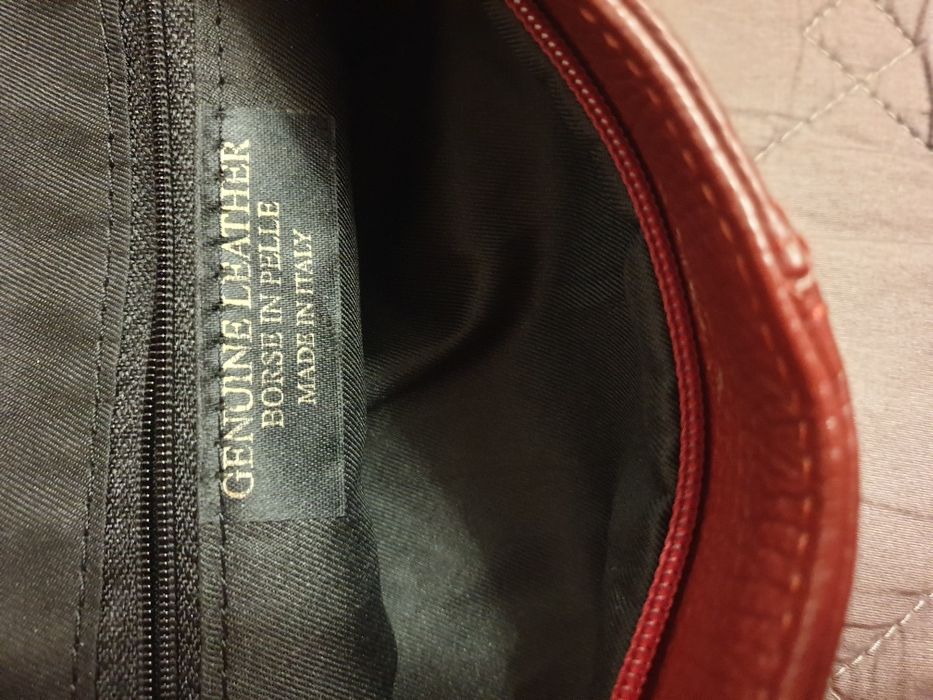 GENUINE LEATHER
BORSE IN PELLE
MADE IN ITALY